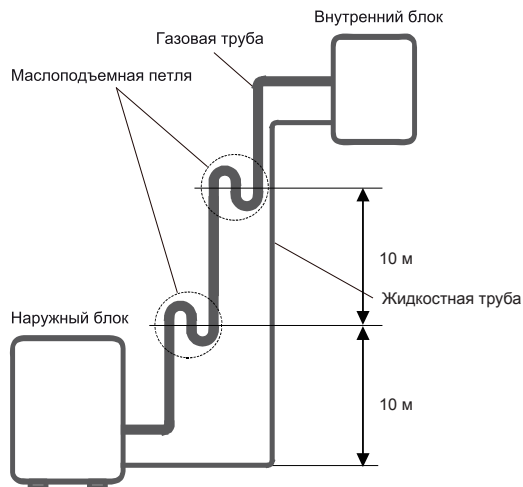 Внутренний блок
Газовая труба
Маслоподъемная петля
10 м
Жидкостная труба
Наружный блок
10 м